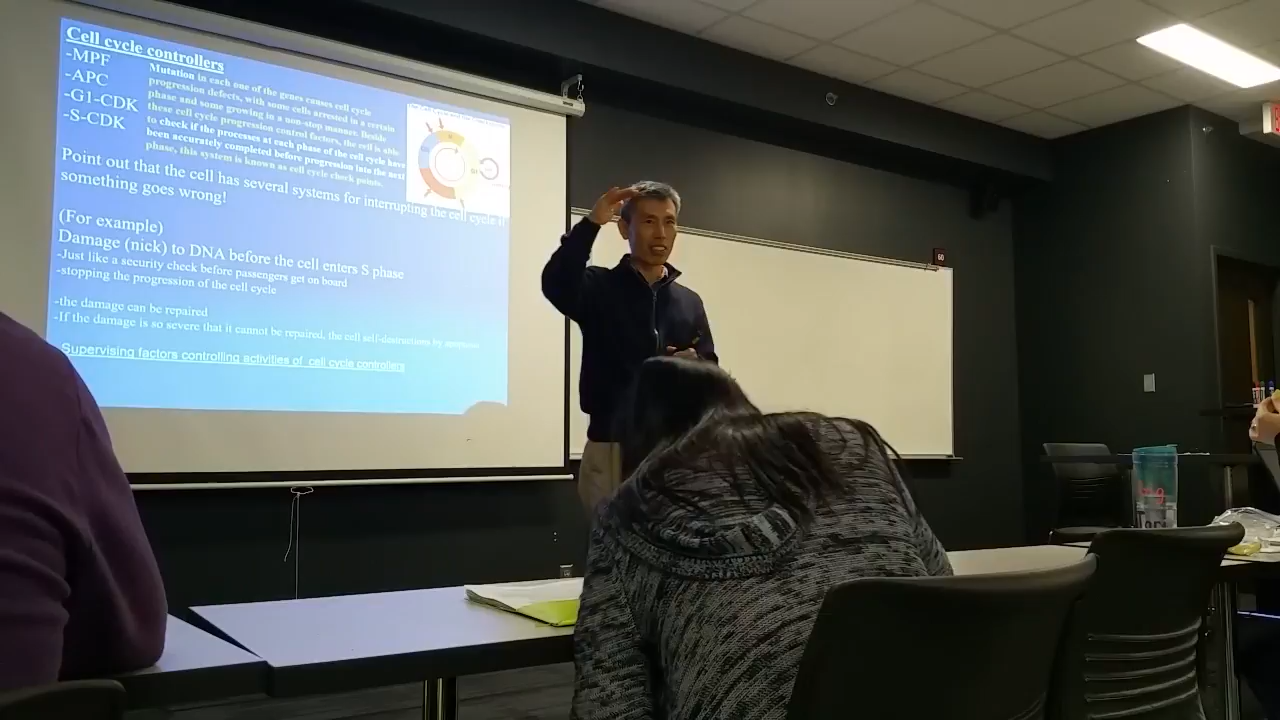 Cell cycle controllers
-MPF
-APC
-G1-CDK
-S-CDK
Mutation in each one of the genes causes cell cycle
progression defects, with some cells arrested in a certain
phase and some growing in a non-stop manner. Beside
these cell cycle progression control factors, the cell is able
to check if the processes at each phase of the cell cycle have
been accurately completed before progression into the next
phase, this system is known as cell cycle check points.
Point out that the cell has several systems for interrupting the cell cycle if
something goes wrong!
(For example)
Damage (nick) to DNA before the cell enters S phase
-Just like a security check before passengers get on board
-stopping the progression of the cell cycle
-the damage can be repaired
-If the damage is so severe that it cannot be repaired, the cell self-destructions by apoptosis
Supervising factors controlling activities of cell cycle controllers